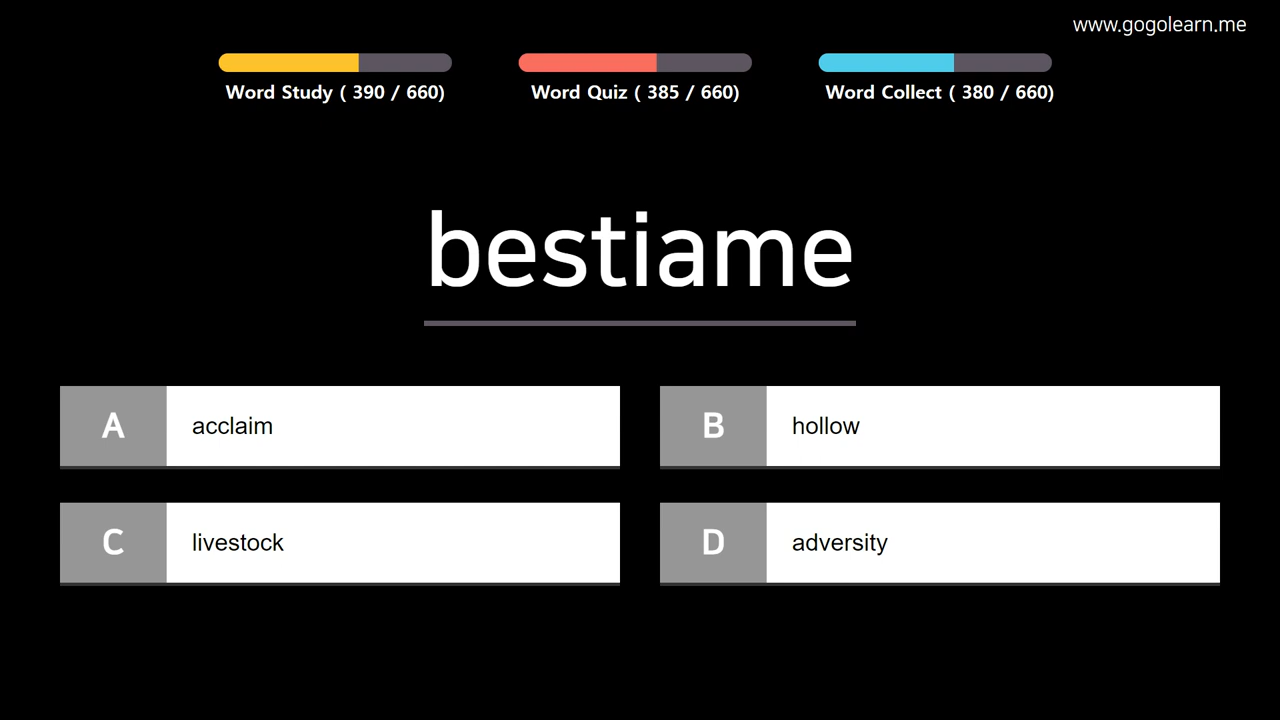 www.gogolearn.me
Word Study ( 390 / 660)
Word Quiz ( 385 / 660)
Word Collect ( 380 / 660)
bestiame
A acclaim
B hollow
C livestock
D adversity